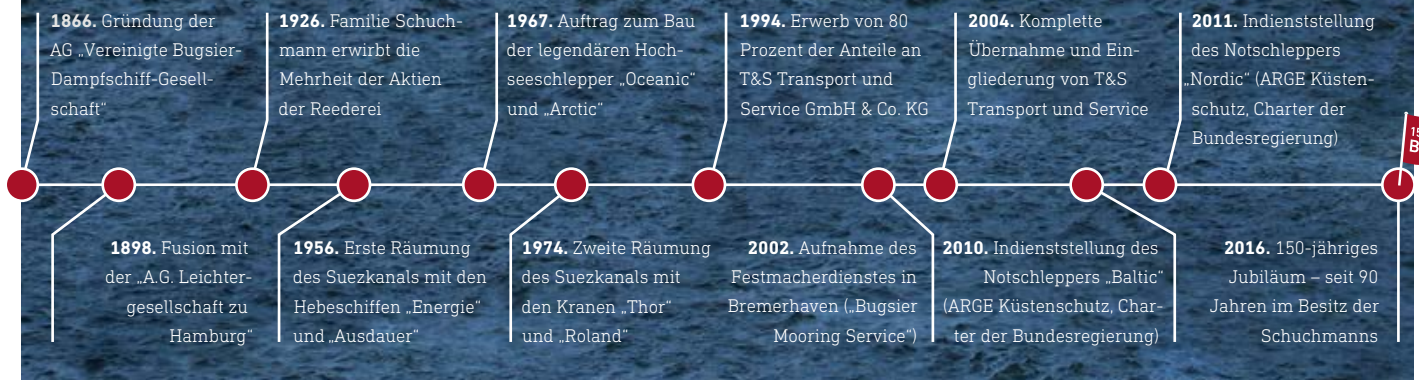 1866. Gründung der
AG „Vereinigte Bugsier-
Dampfschiff-Gesell-
schaft“
1898. Fusion mit
der „A.G. Leichter-
gesellschaft zu
Hamburg“
1926. Familie Schuch-
mann erwirbt die
Mehrheit der Aktien
der Reederei
1956. Erste Räumung
des Suezkanals mit den
Hebeschiffen „Energie“
und „Ausdauer“
1967. Auftrag zum Bau
der legendären Hoch-
seeschlepper „Oceanic“
und „Arctic“
1974. Zweite Räumung
des Suezkanals mit
den Kranen „Thor“
und „Roland“
1994. Erwerb von 80
Prozent der Anteile an
T&S Transport und
Service GmbH & Co. KG
2002. Aufnahme des
Festmacherdienstes in
Bremerhaven („Bugsier
Mooring Service“)
2004. Komplette
Übernahme und Ein-
gliederung von T&S
Transport und Service
2010. Indienststellung des
Notschleppers „Baltic“
(ARGE Küstenschutz, Char-
ter der Bundesregierung)
2011. Indienststellung
des Notschleppers
„Nordic“ (ARGE Küsten-
schutz, Charter der
Bundesregierung)
2016. 150-jähriges
Jubiläum – seit 90
Jahren im Besitz der
Schuchmanns